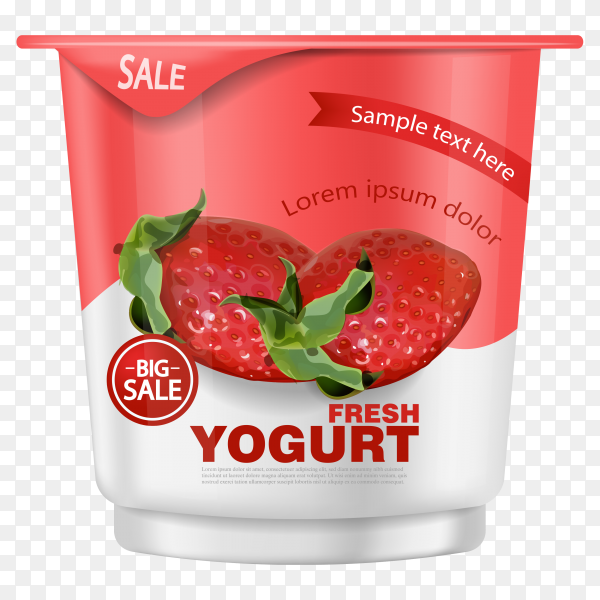 SALE
Sample text here
Lorem ipsum dolor
BIG
SALE
FRESH
YOGURT